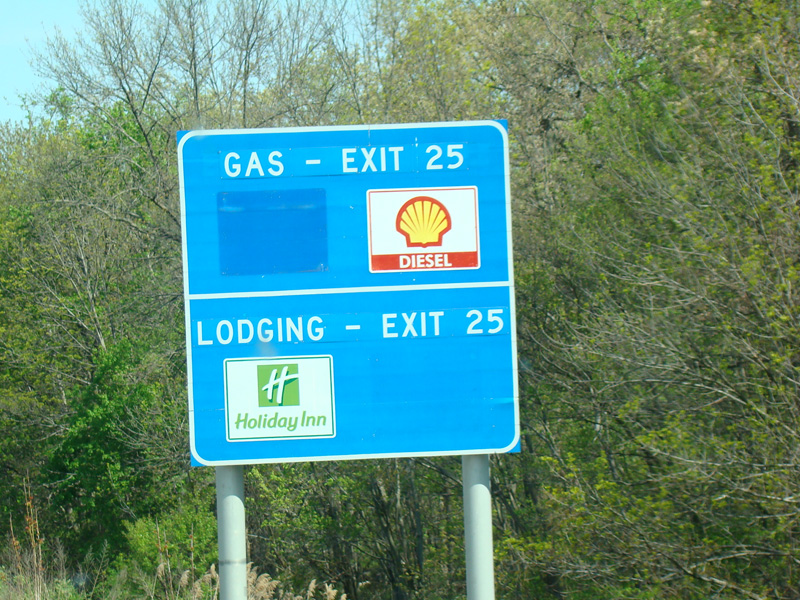 GAS - EXIT 25
DIESEL
LODGING - EXIT 25
H
Holiday Inn